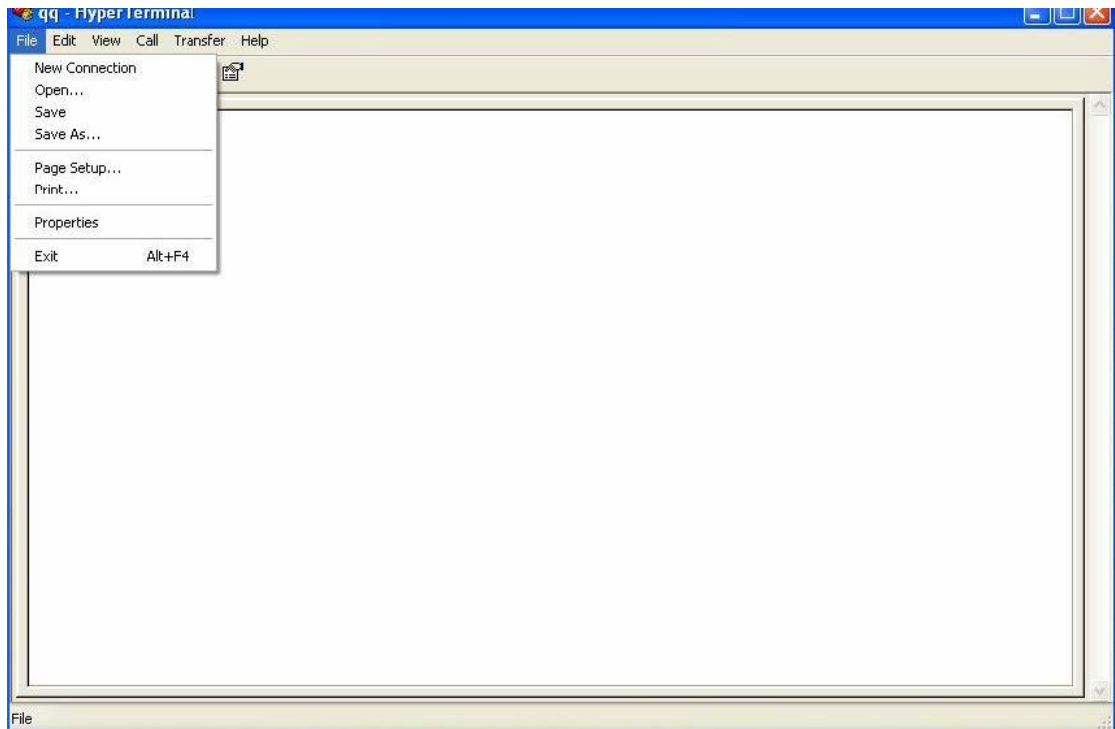 qq - HyperTerminal
File Edit View Call Transfer Help
New Connection
Open...
Save
Save As...
Page Setup...
Print...
Properties
Exit Alt+F4
File